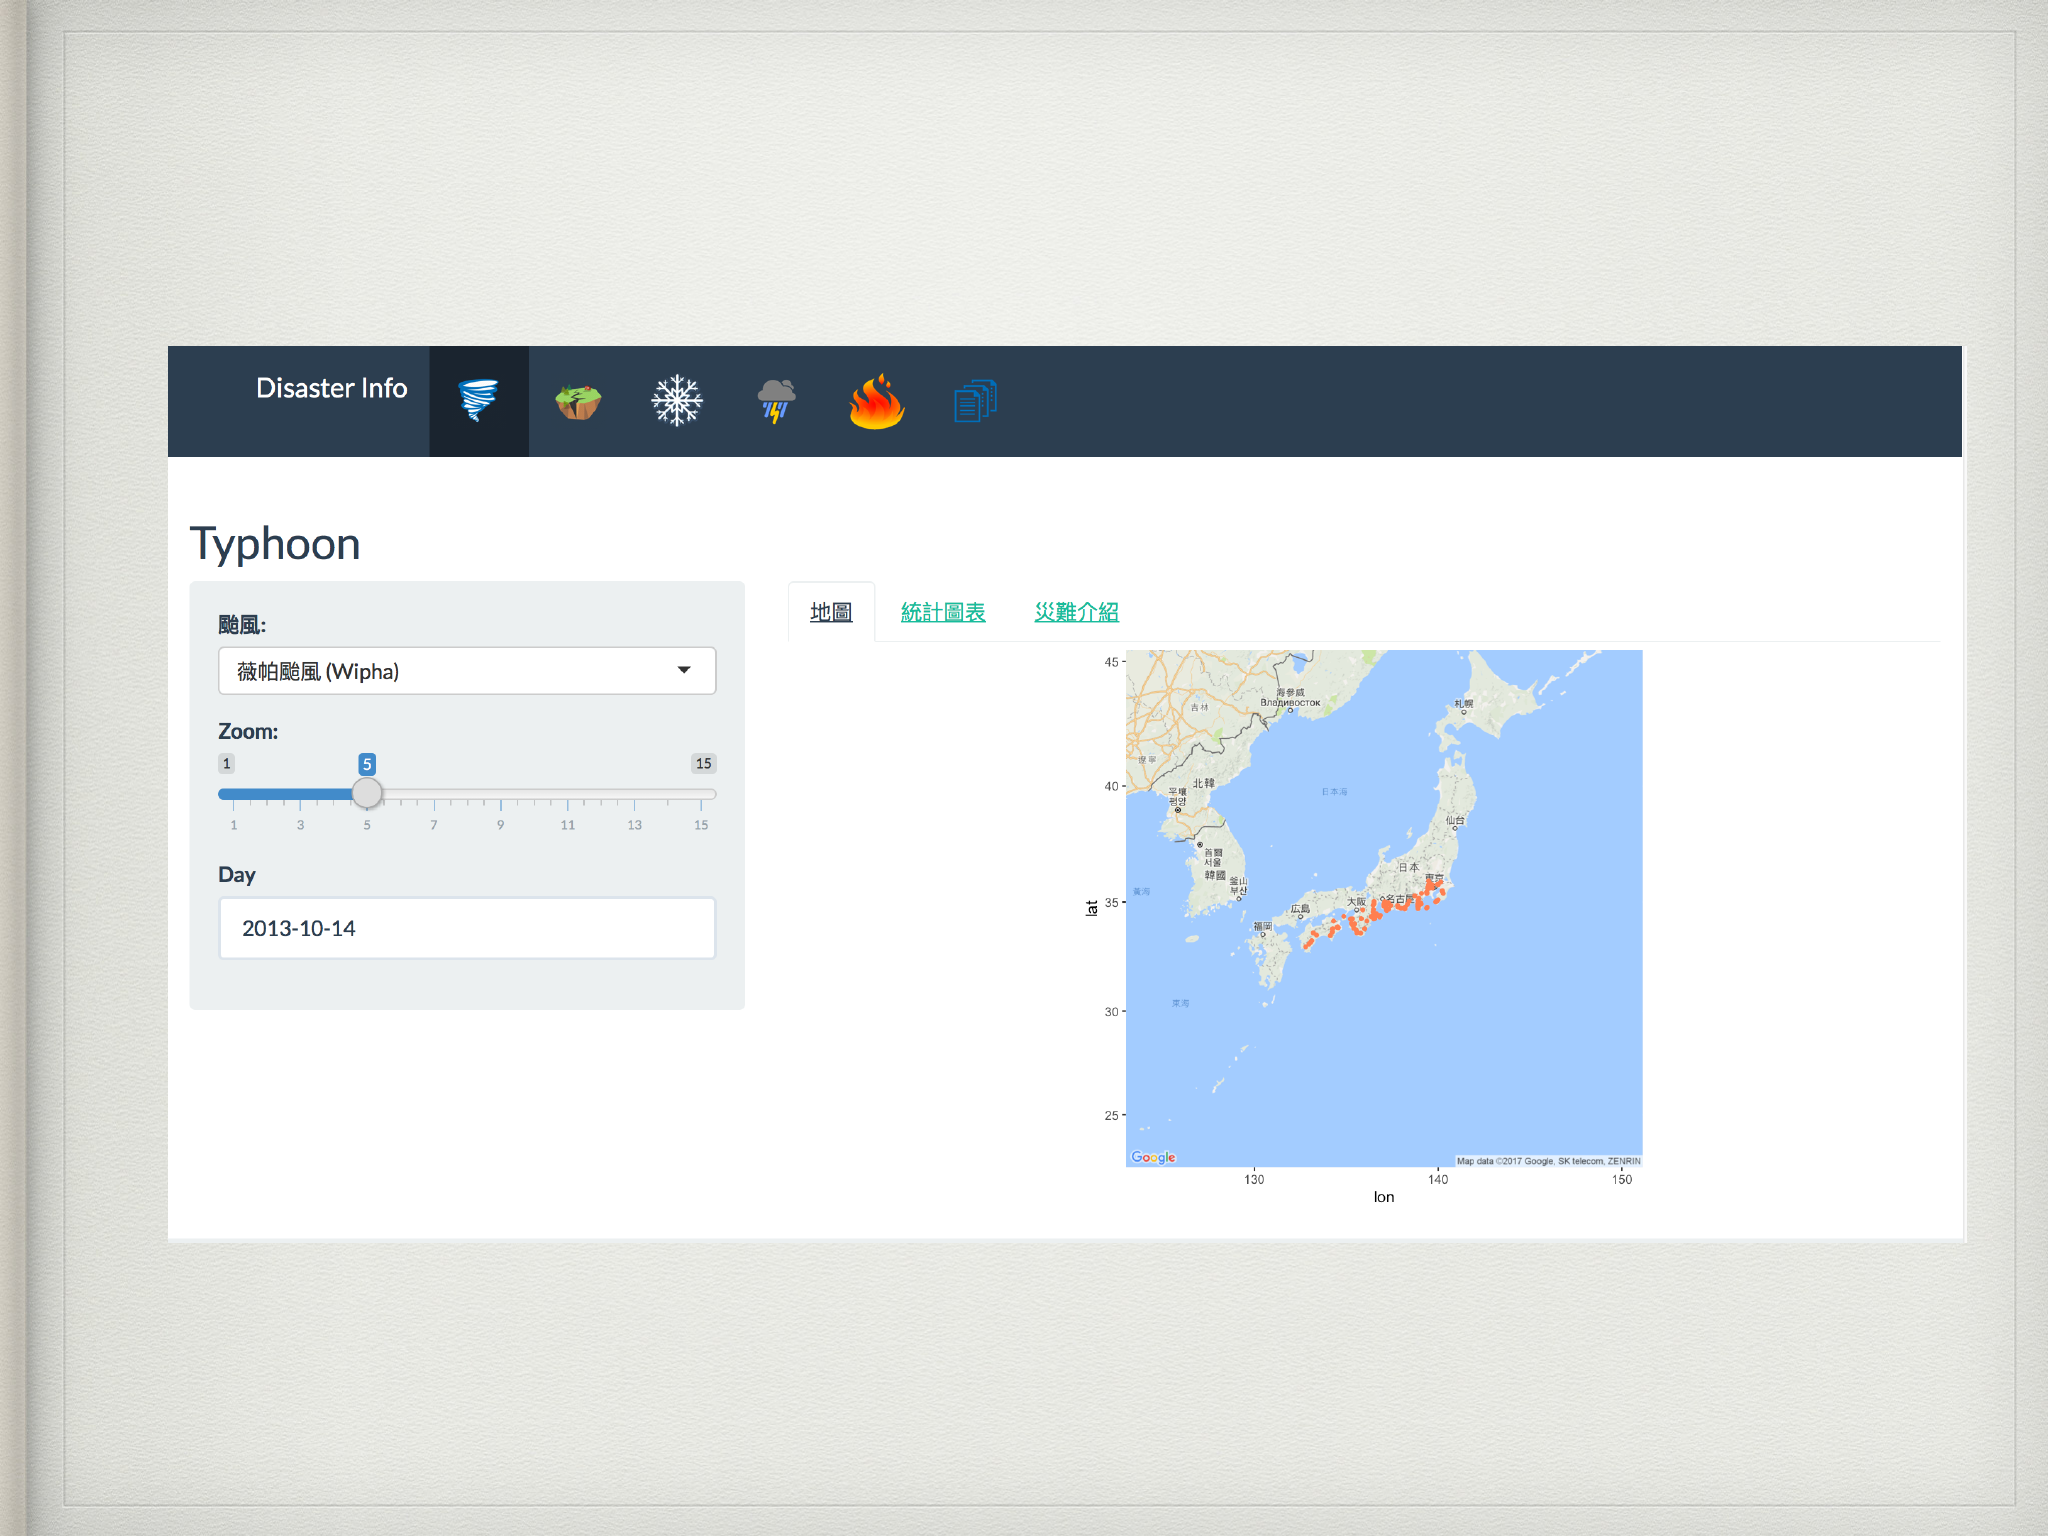 Disaster Info
Typhoon
颱風:
薇帕颱風 (Wipha)
Zoom:
1
5
15
1 3 5 7 9 11 13 15
Day
2013-10-14
地圖 統計圖表 災難介紹
45
40
35
30
25
lat
130 140 150
lon
吉林
海參威
Владивосток
札幌
遼寧
北韓
平壤
평양
日本海
仙台
首爾
서울
韓國
釜山
부산
日本
東京
黃海
広島
大阪
名古屋
福岡
東海
Google
Map data ©2017 Google, SK telecom, ZENRIN